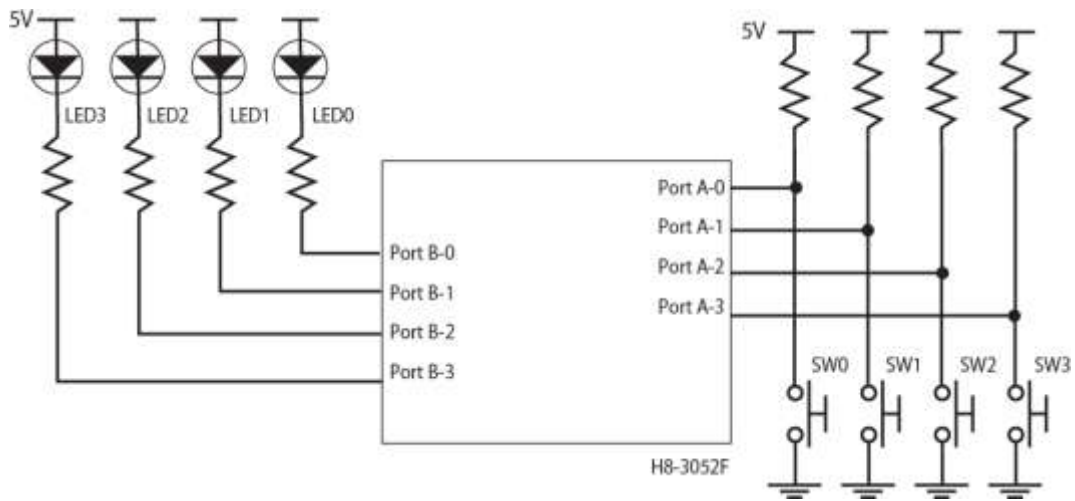 5V
LED3 LED2 LED1 LED0
5V
Port A-0
Port A-1
Port A-2
Port A-3
Port B-0
Port B-1
Port B-2
Port B-3
SW0 SW1 SW2 SW3
H8-3052F